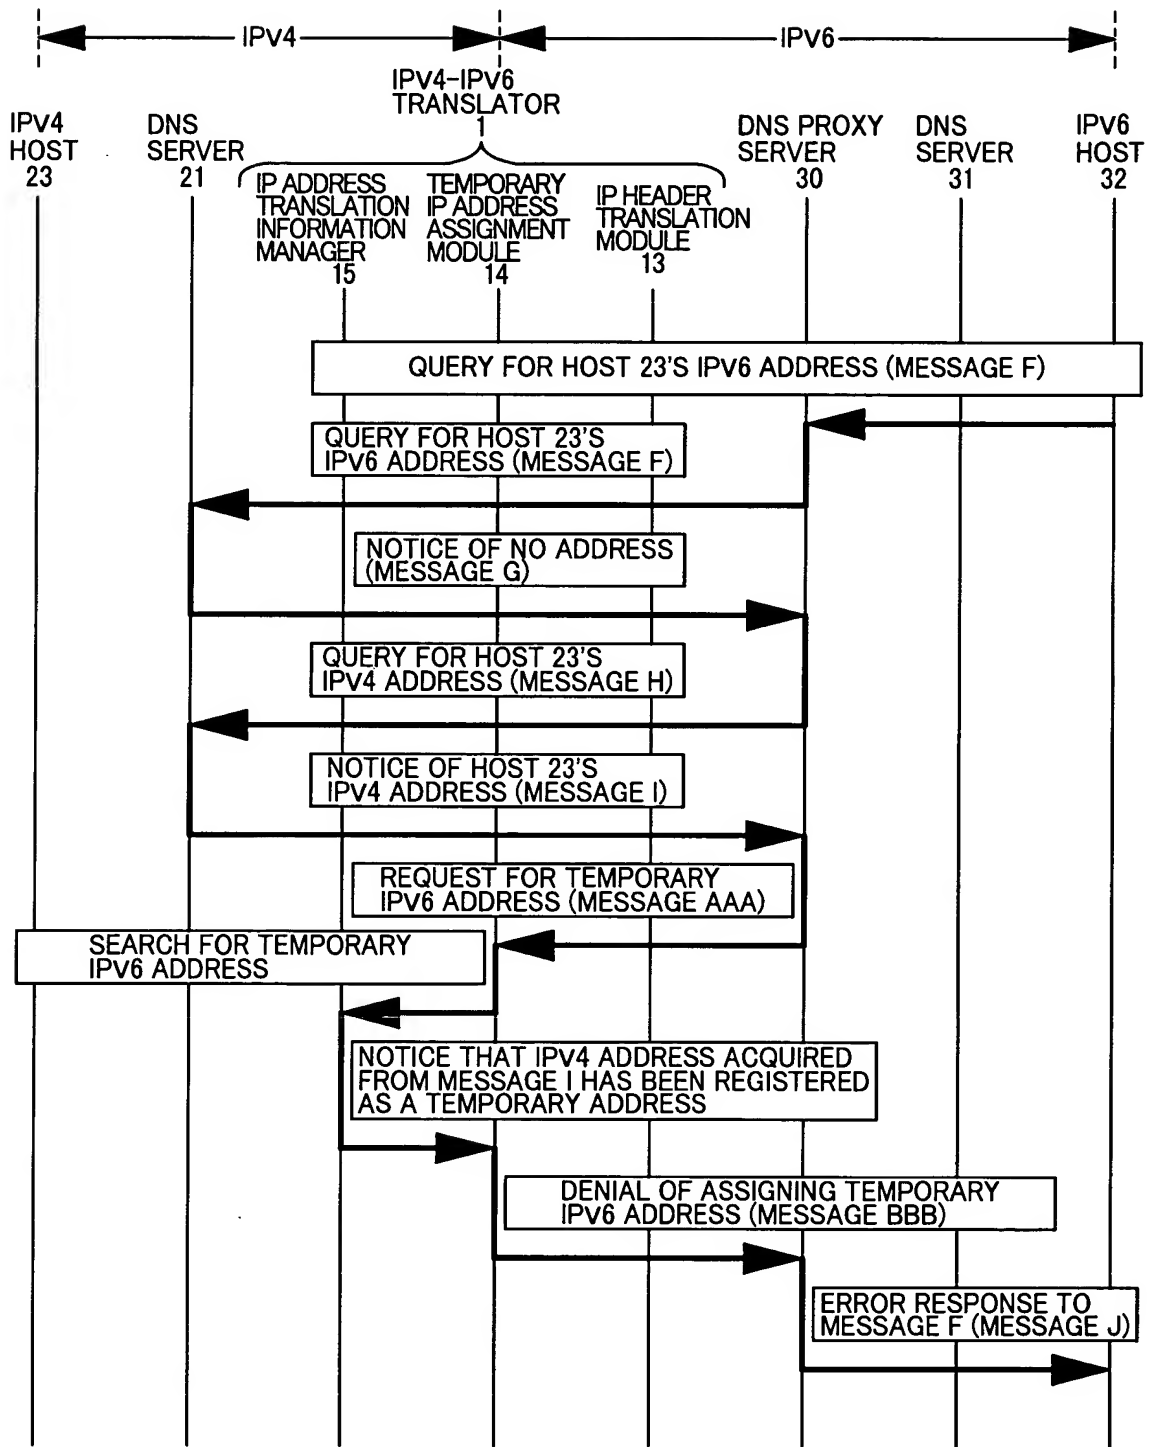 IPV4
IPV6
IPV4-IPV6
TRANSLATOR
1
IPV4
HOST
23
DNS
SERVER
21
DNS PROXY
SERVER
30
DNS
SERVER
31
IPV6
HOST
32
IP ADDRESS
TRANSLATION
INFORMATION
MANAGER
15
TEMPORARY
IP ADDRESS
ASSIGNMENT
MODULE
14
IP HEADER
TRANSLATION
MODULE
13
QUERY FOR HOST 23'S IPV6 ADDRESS (MESSAGE F)
QUERY FOR HOST 23'S
IPV6 ADDRESS (MESSAGE F)
NOTICE OF NO ADDRESS
(MESSAGE G)
QUERY FOR HOST 23'S
IPV4 ADDRESS (MESSAGE H)
NOTICE OF HOST 23'S
IPV4 ADDRESS (MESSAGE I)
REQUEST FOR TEMPORARY
IPV6 ADDRESS (MESSAGE AAA)
SEARCH FOR TEMPORARY
IPV6 ADDRESS
NOTICE THAT IPV4 ADDRESS ACQUIRED
FROM MESSAGE I HAS BEEN REGISTERED
AS A TEMPORARY ADDRESS
DENIAL OF ASSIGNING TEMPORARY
IPV6 ADDRESS (MESSAGE BBB)
ERROR RESPONSE TO
MESSAGE F (MESSAGE J)